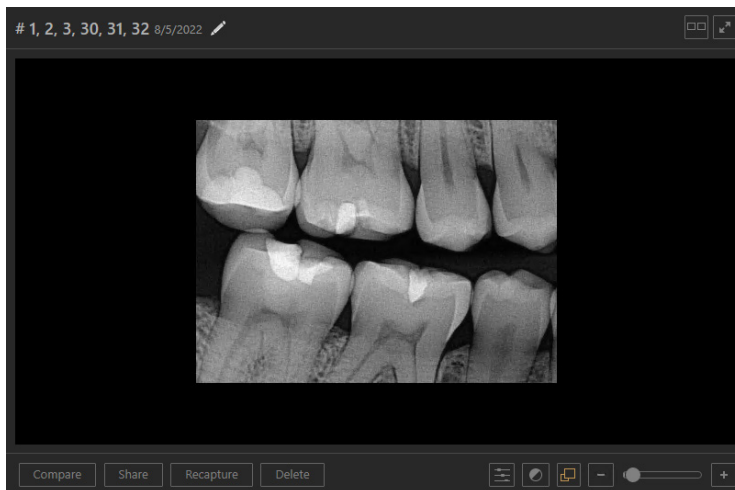 # 1, 2, 3, 30, 31, 32 8/5/2022
Compare Share Recapture Delete